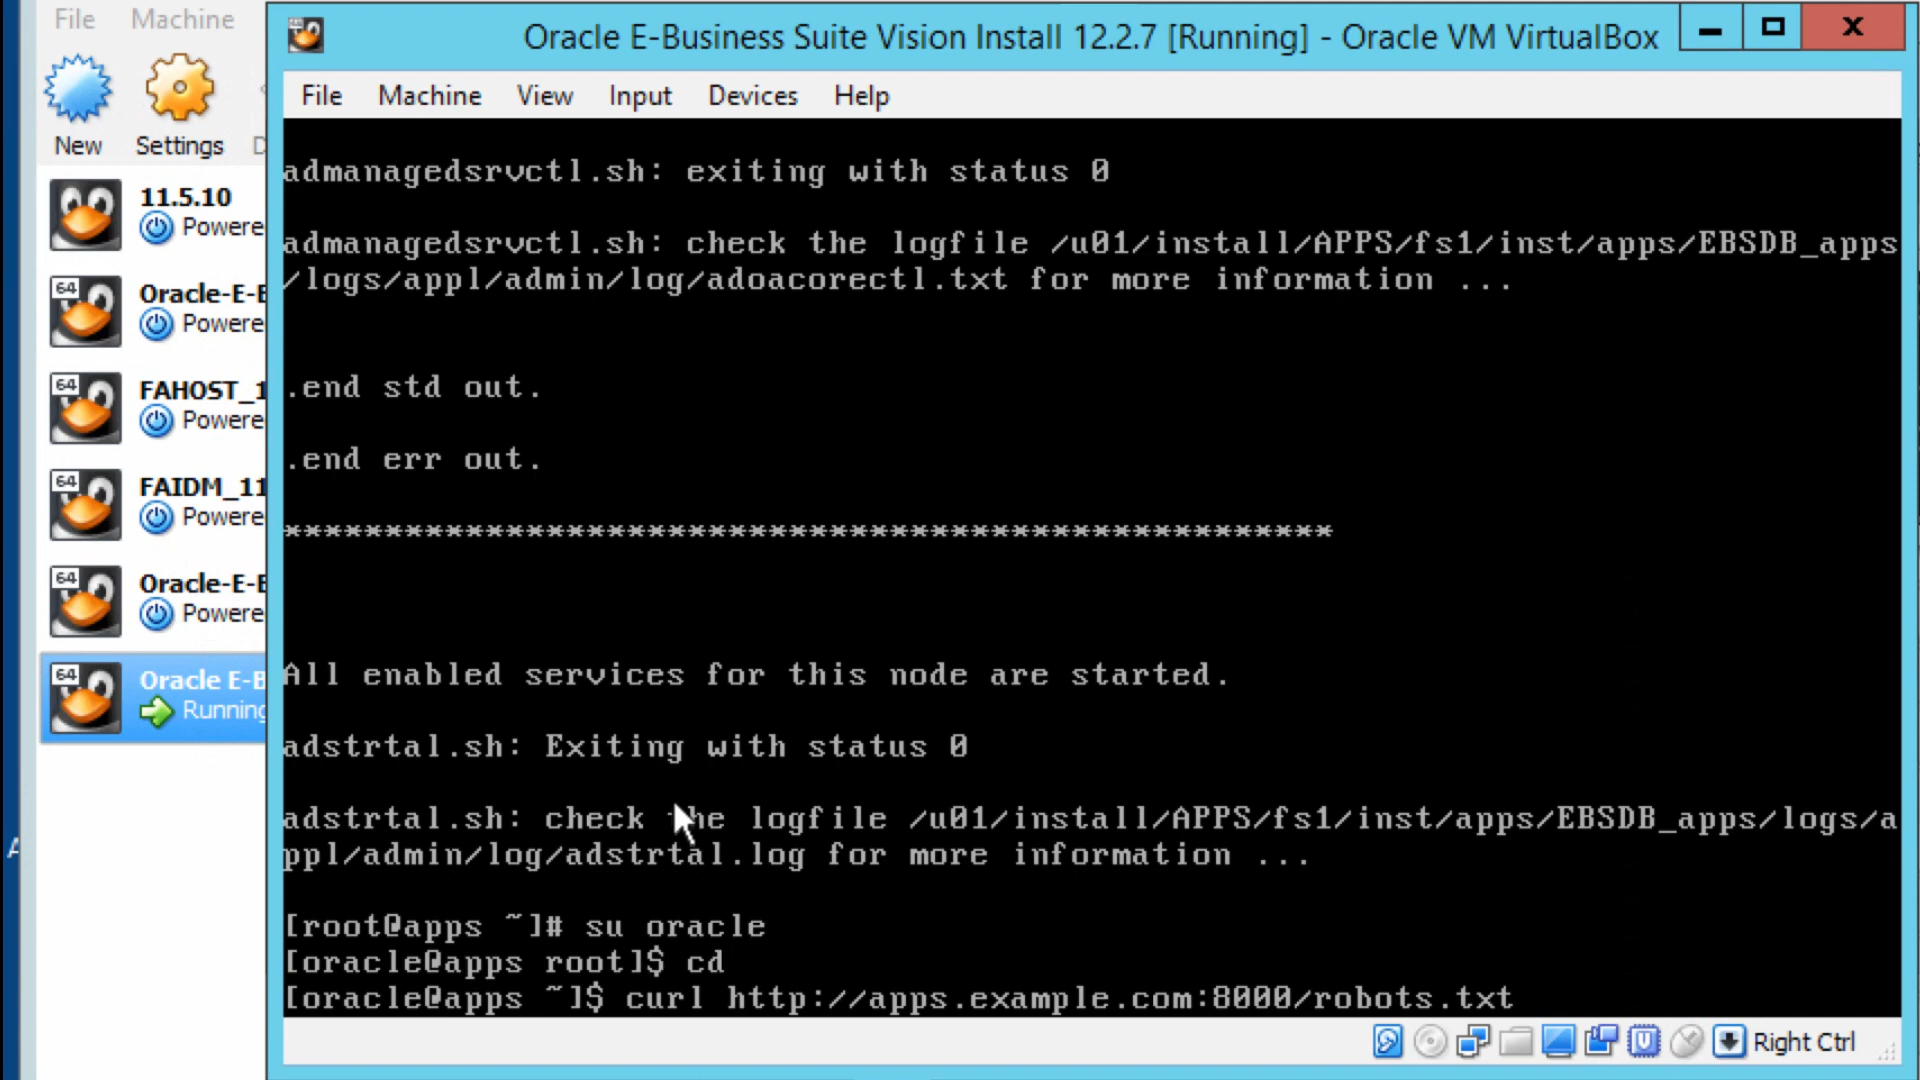 File Machine
New Settings D
11.5.10
Powere
64
Oracle-E-B
Powere
64
FAHOST_1
Powere
64
FAIDM_11
Powere
64
Oracle-E-B
Powere
64
Oracle E-B
Running
A
Oracle E-Business Suite Vision Install 12.2.7 [Running] - Oracle VM VirtualBox
File Machine View Input Devices Help
admanagedsrvctl.sh: exiting with status 0
admanagedsrvctl.sh: check the logfile /u01/install/APPS/fs1/inst/apps/EBSDB_apps
/logs/appl/admin/log/adoacorectl.txt for more information ...
.end std out.
.end err out.
****************************************************
All enabled services for this node are started.
adstrtal.sh: Exiting with status 0
adstrtal.sh: check the logfile /u01/install/APPS/fs1/inst/apps/EBSDB_apps/logs/a
ppl/admin/log/adstrtal.log for more information ...
[root@apps ~]# su oracle
[oracle@apps root]$ cd
[oracle@apps ~]$ curl http://apps.example.com:8000/robots.txt
Right Ctrl